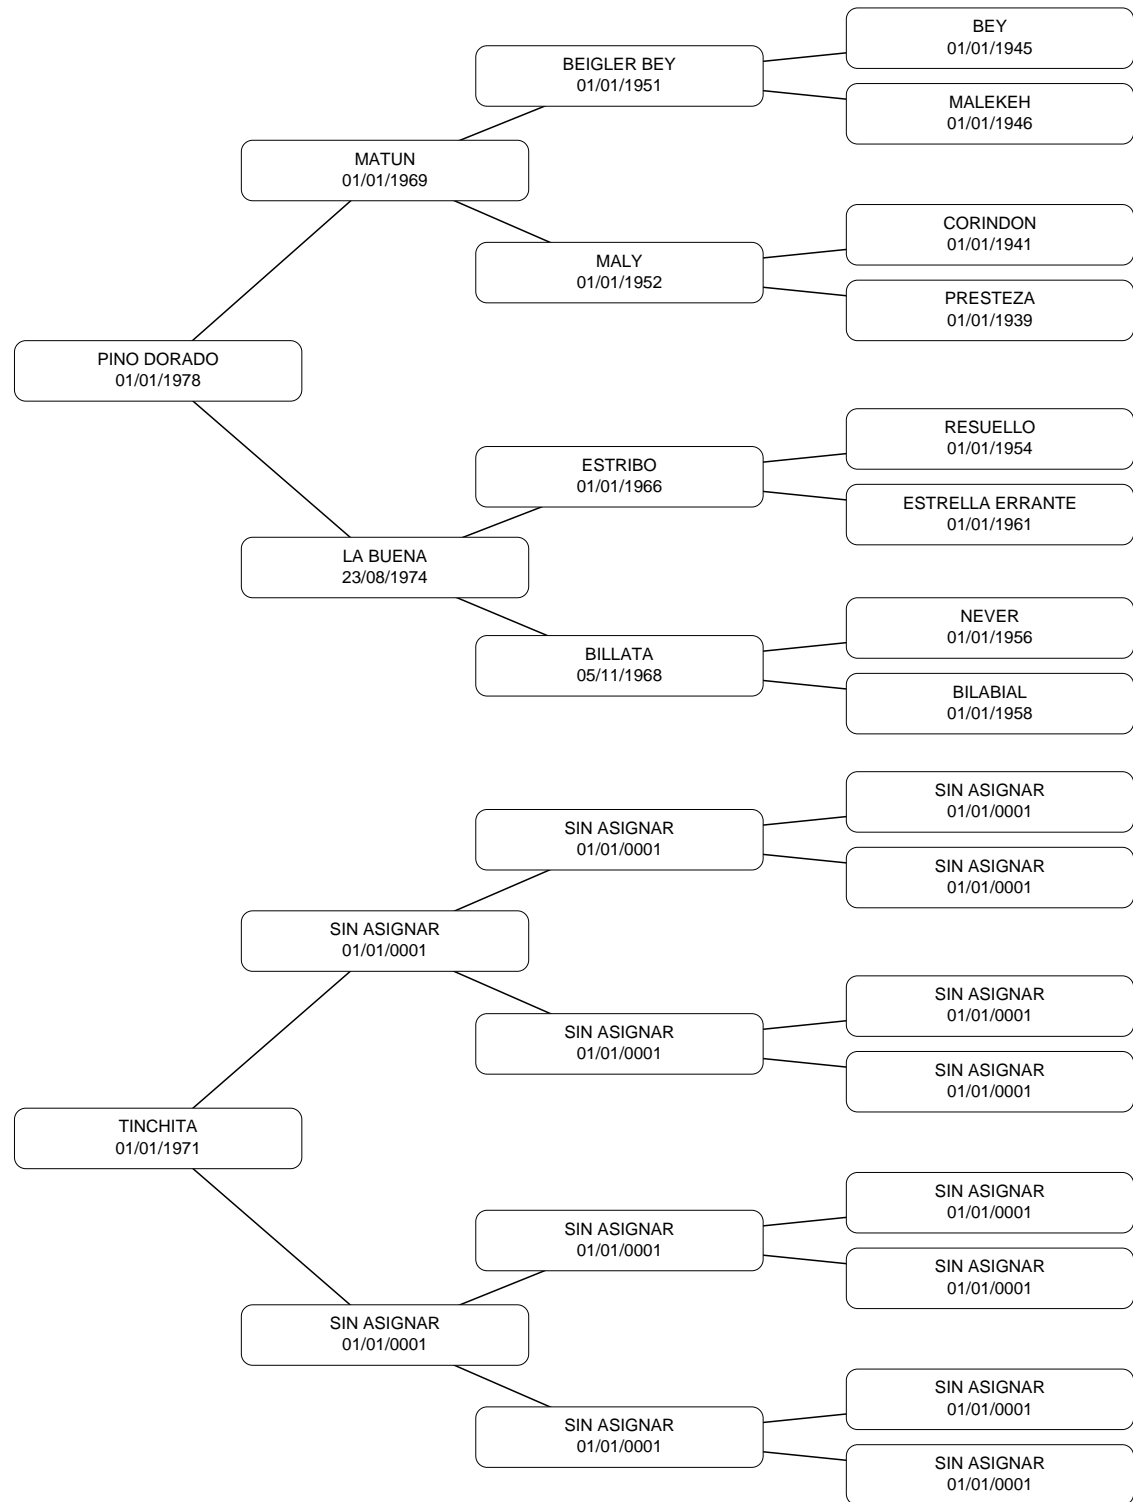 BEY
01/01/1945
BEIGLER BEY
01/01/1951
MALEKEH
01/01/1946
MATUN
01/01/1969
CORINDON
01/01/1941
MALY
01/01/1952
PRESTEZA
01/01/1939
PINO DORADO
01/01/1978
RESUELLO
01/01/1954
ESTRIBO
01/01/1966
ESTRELLA ERRANTE
01/01/1961
LA BUENA
23/08/1974
NEVER
01/01/1956
BILLATA
05/11/1968
BILABIAL
01/01/1958
SIN ASIGNAR
01/01/0001
SIN ASIGNAR
01/01/0001
SIN ASIGNAR
01/01/0001
SIN ASIGNAR
01/01/0001
SIN ASIGNAR
01/01/0001
SIN ASIGNAR
01/01/0001
SIN ASIGNAR
01/01/0001
TINCHITA
01/01/1971
SIN ASIGNAR
01/01/0001
SIN ASIGNAR
01/01/0001
SIN ASIGNAR
01/01/0001
SIN ASIGNAR
01/01/0001
SIN ASIGNAR
01/01/0001
SIN ASIGNAR
01/01/0001
SIN ASIGNAR
01/01/0001